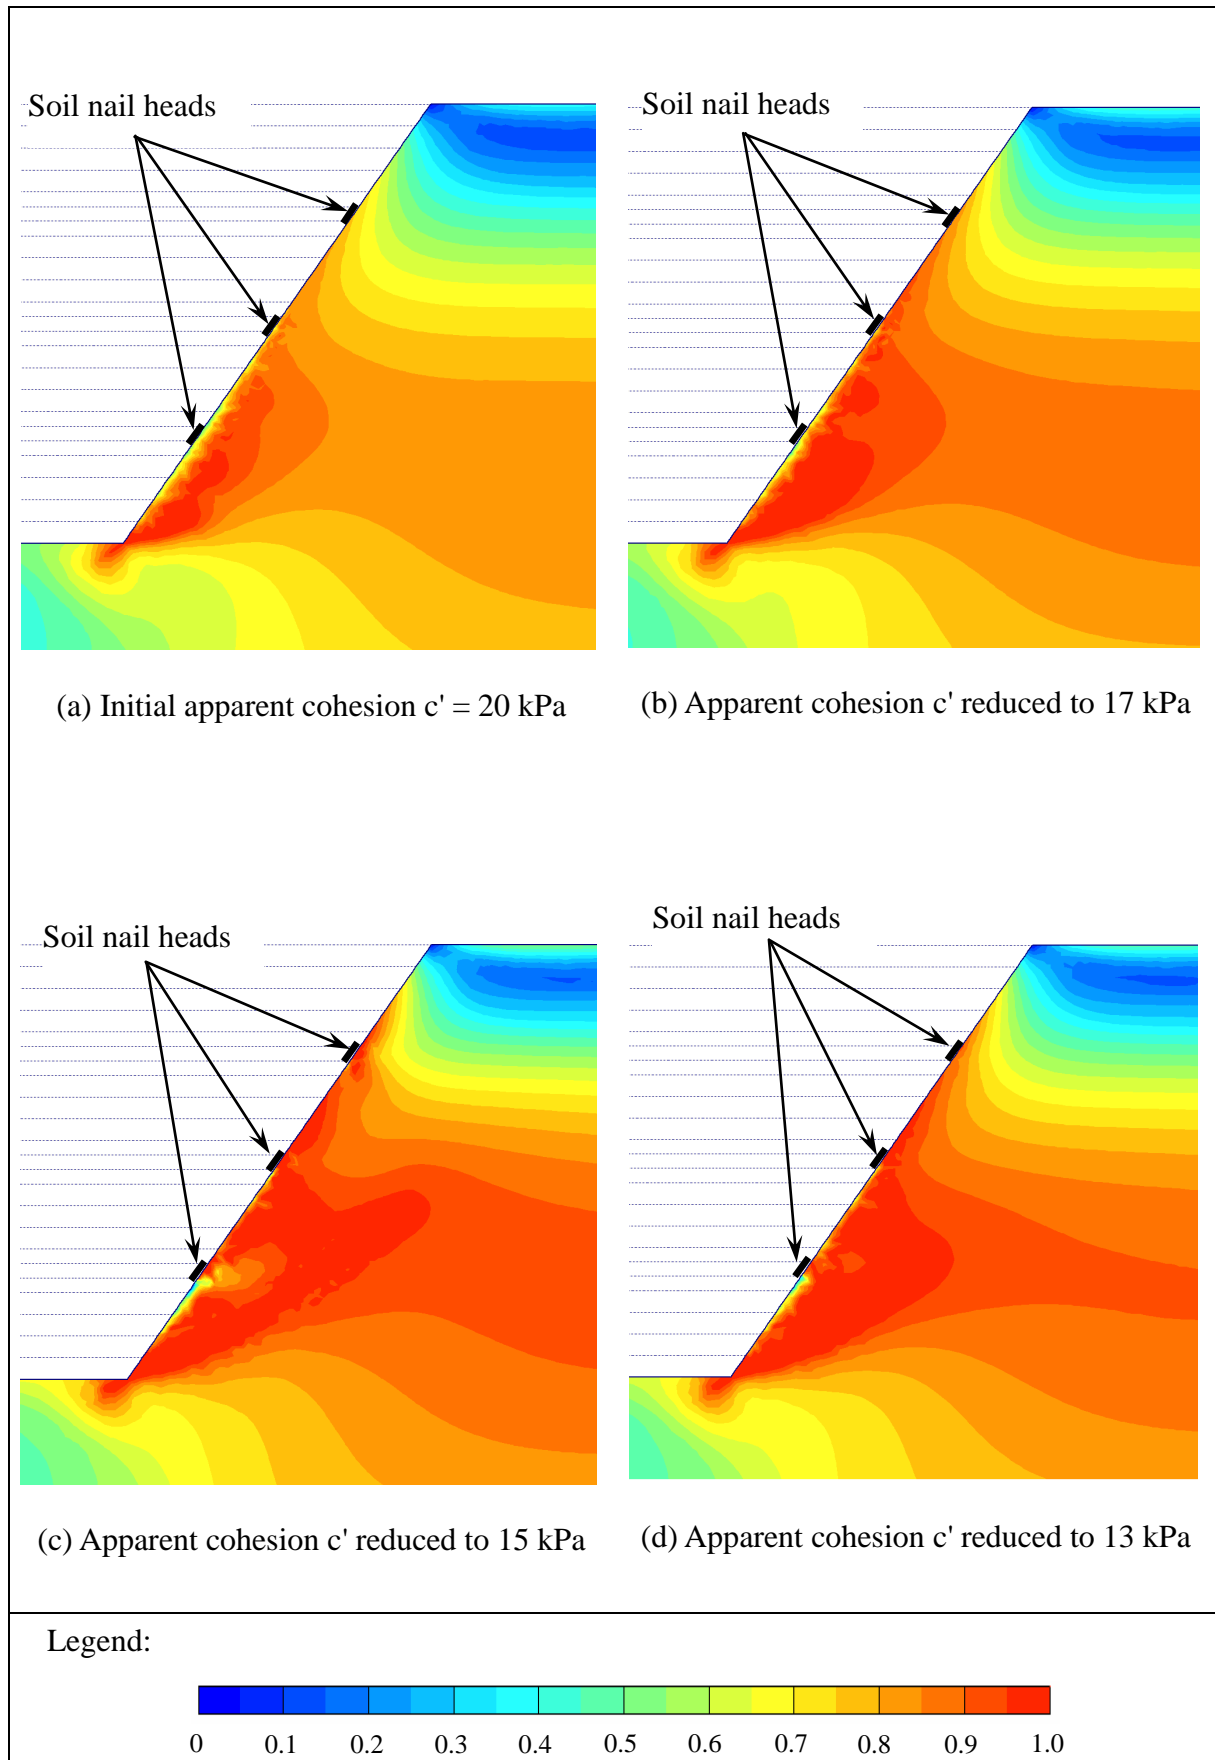 Soil nail heads
Soil nail heads
(a) Initial apparent cohesion c' = 20 kPa
(b) Apparent cohesion c' reduced to 17 kPa
Soil nail heads
Soil nail heads
(c) Apparent cohesion c' reduced to 15 kPa
(d) Apparent cohesion c' reduced to 13 kPa
Legend:
0 0.1 0.2 0.3 0.4 0.5 0.6 0.7 0.8 0.9 1.0